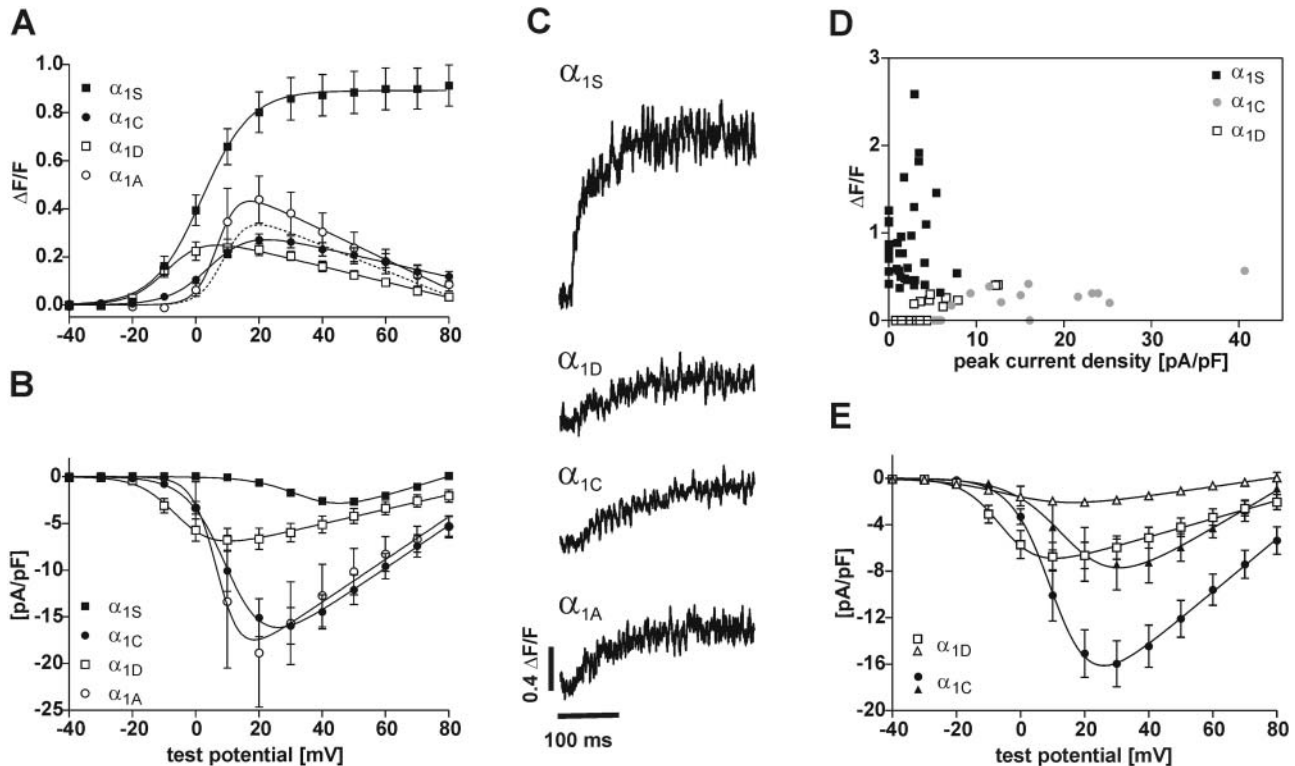 A
1.0
0.8
0.6
0.4
0.2
0.0
ΔF/F
α1S
α1C
α1D
α1A
-40 -20 0 20 40 60 80
B
0
-5
-10
-15
-20
-25
[pA/pF]
α1S
α1C
α1D
α1A
-40 -20 0 20 40 60 80
test potential [mV]
C
α1S
α1D
α1C
α1A
0.4 ΔF/F
100 ms
D
3
2
1
0
ΔF/F
α1S
α1C
α1D
0 10 20 30 40
peak current density [pA/pF]
E
0
-4
-8
-12
-16
-20
[pA/pF]
α1D
α1C
-40 -20 0 20 40 60 80
test potential [mV]